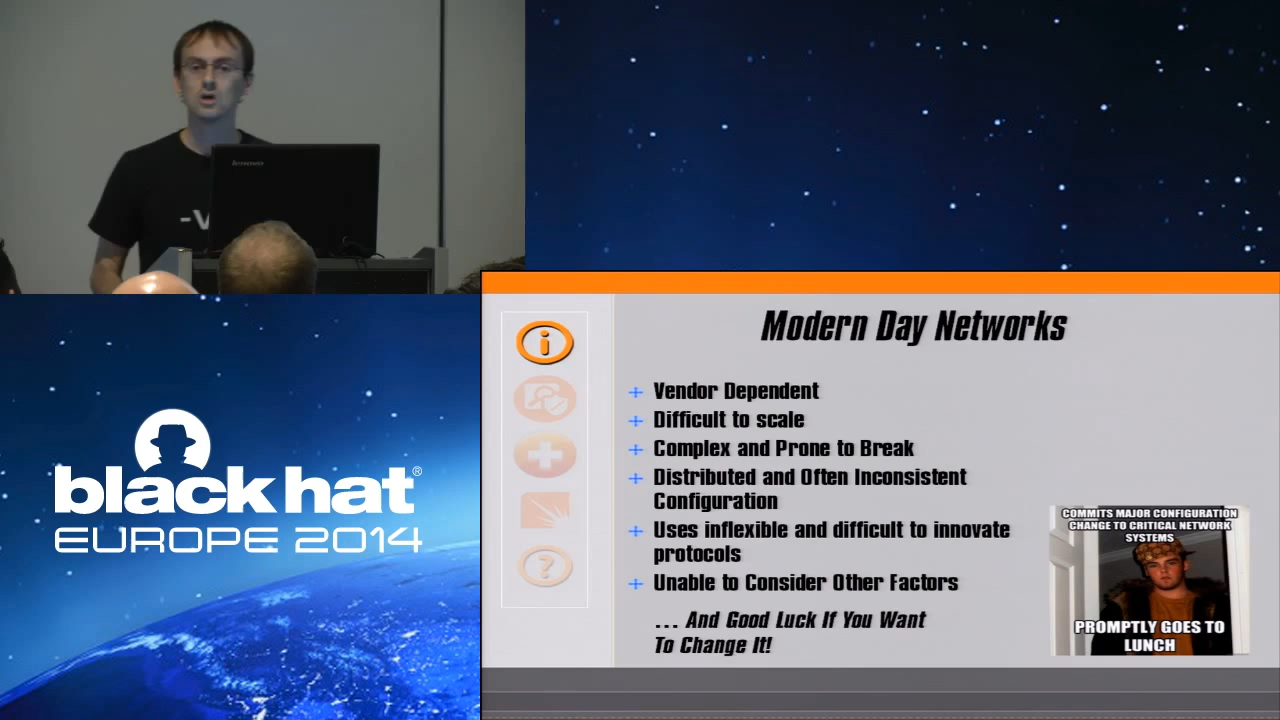 lenovo
-V
Modern Day Networks
Vendor Dependent
Difficult to scale
Complex and Prone to Break
Distributed and Often Inconsistent
Configuration
Uses inflexible and difficult to innovate
protocols
Unable to Consider Other Factors
... And Good Luck If You Want
To Change It!
COMMITS MAJOR CONFIGURATION
CHANGE TO CRITICAL NETWORK
SYSTEMS
PROMPTLY GOES TO
LUNCH
black hat®
EUROPE 2014